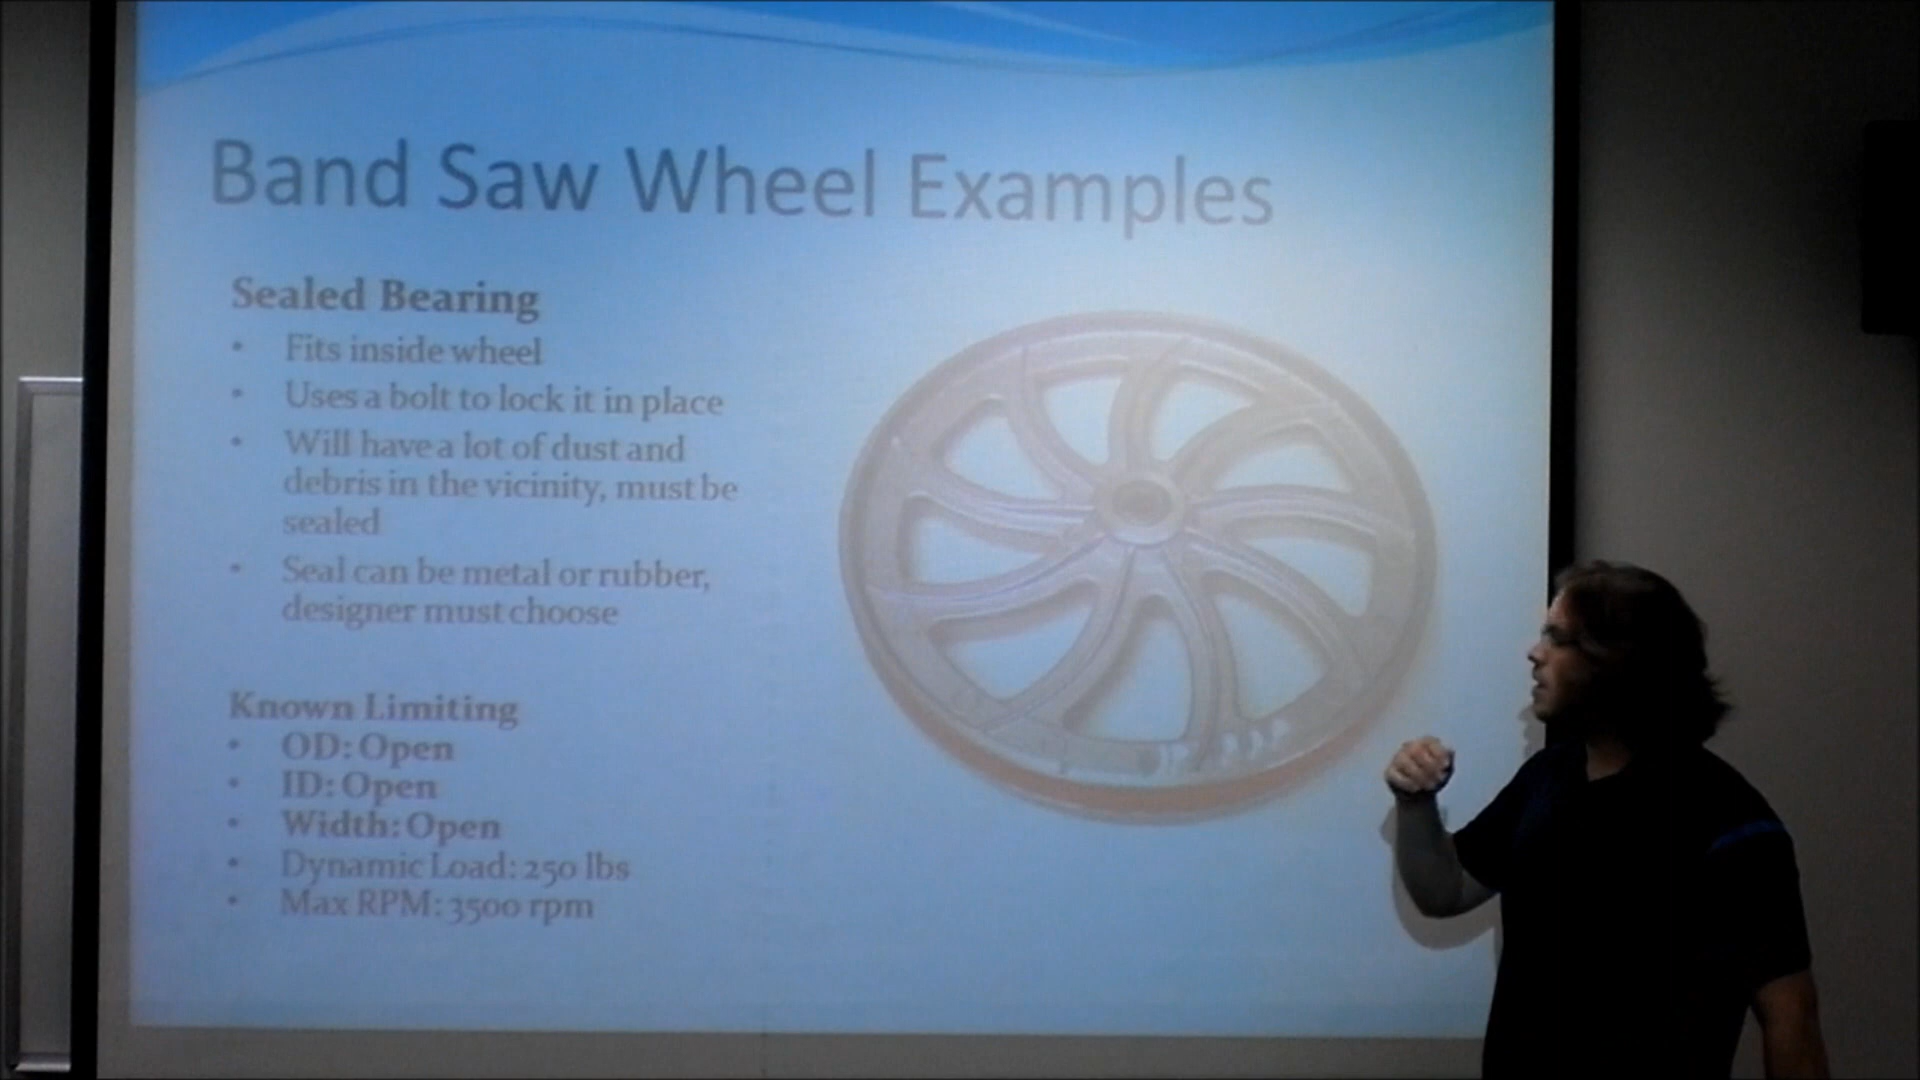 Band Saw Wheel Examples
Sealed Bearing
• Fits inside wheel
• Uses a bolt to lock it in place
• Will have a lot of dust and
debris in the vicinity, must be
sealed
• Seal can be metal or rubber,
designer must choose
Known Limiting
• OD: Open
• ID: Open
• Width: Open
• Dynamic Load: 250 lbs
• Max RPM: 3500 rpm